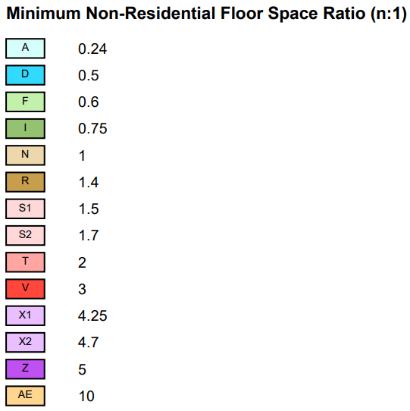 Minimum Non-Residential Floor Space Ratio (n:1)
A 0.24
D 0.5
F 0.6
I 0.75
N 1
R 1.4
S1 1.5
S2 1.7
T 2
V 3
X1 4.25
X2 4.7
Z 5
AE 10